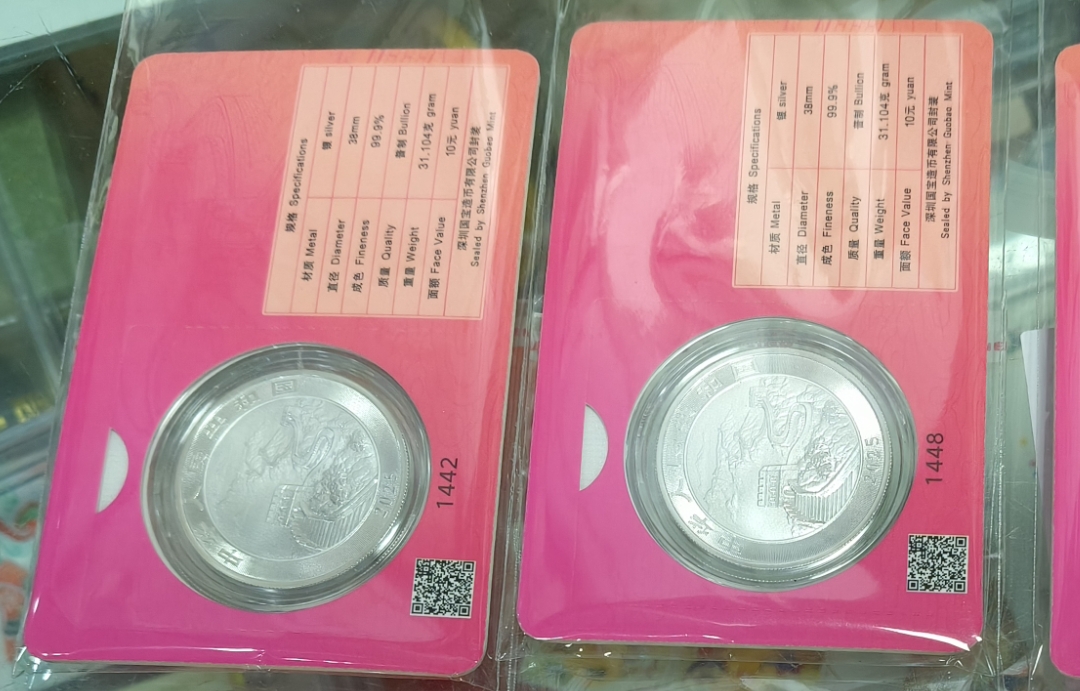 规格 Specifications
材质 Metal 银 silver
直径 Diameter 38mm
成色 Fineness 99.9%
质量 Quality 普制 Bullion
重量 Weight 31.104克 gram
面额 Face Value 10元 yuan
深圳国宝造币有限公司封装
Sealed by Shenzhen Guobao Mint
1442
规格 Specifications
材质 Metal 银 silver
直径 Diameter 38mm
成色 Fineness 99.9%
质量 Quality 普制 Bullion
重量 Weight 31.104克 gram
面额 Face Value 10元 yuan
深圳国宝造币有限公司封装
Sealed by Shenzhen Guobao Mint
1448